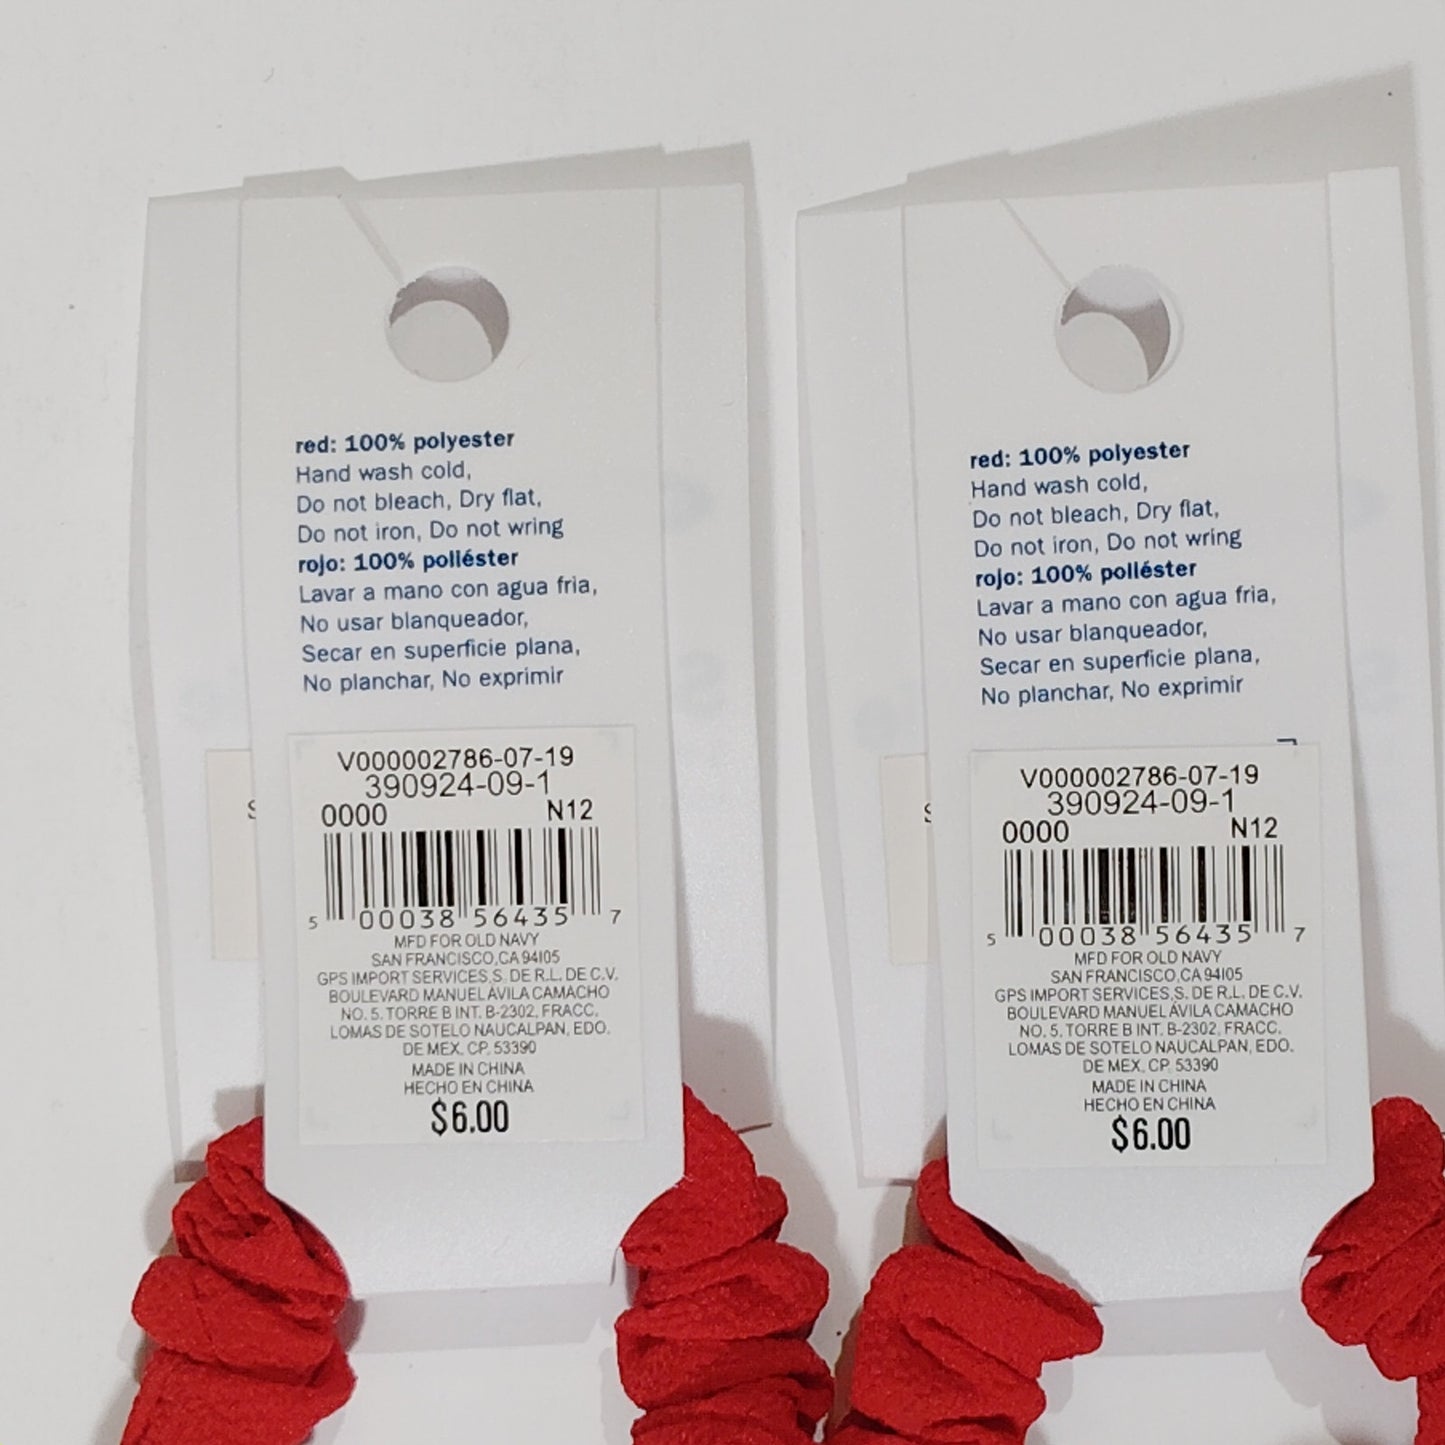 red: 100% polyester
Hand wash cold,
Do not bleach, Dry flat,
Do not iron, Do not wring
rojo: 100% poliéster
Lavar a mano con agua fria,
No usar blanqueador,
Secar en superficie plana,
No planchar, No exprimir
V000002786-07-19
390924-09-1
0000 N12
5 00038 56435 7
MFD FOR OLD NAVY
SAN FRANCISCO,CA 94105
GPS IMPORT SERVICES,S. DE R.L. DE C.V.
BOULEVARD MANUEL ÁVILA CAMACHO
NO. 5, TORRE B INT. B-2302, FRACC.
LOMAS DE SOTELO NAUCALPAN, EDO.
DE MEX. CP. 53390
MADE IN CHINA
HECHO EN CHINA
$6.00
red: 100% polyester
Hand wash cold,
Do not bleach, Dry flat,
Do not iron, Do not wring
rojo: 100% poliéster
Lavar a mano con agua fria,
No usar blanqueador,
Secar en superficie plana,
No planchar, No exprimir
V000002786-07-19
390924-09-1
0000 N12
5 00038 56435 7
MFD FOR OLD NAVY
SAN FRANCISCO,CA 94105
GPS IMPORT SERVICES,S. DE R.L. DE C.V.
BOULEVARD MANUEL ÁVILA CAMACHO
NO. 5, TORRE B INT. B-2302, FRACC.
LOMAS DE SOTELO NAUCALPAN, EDO.
DE MEX. CP. 53390
MADE IN CHINA
HECHO EN CHINA
$6.00